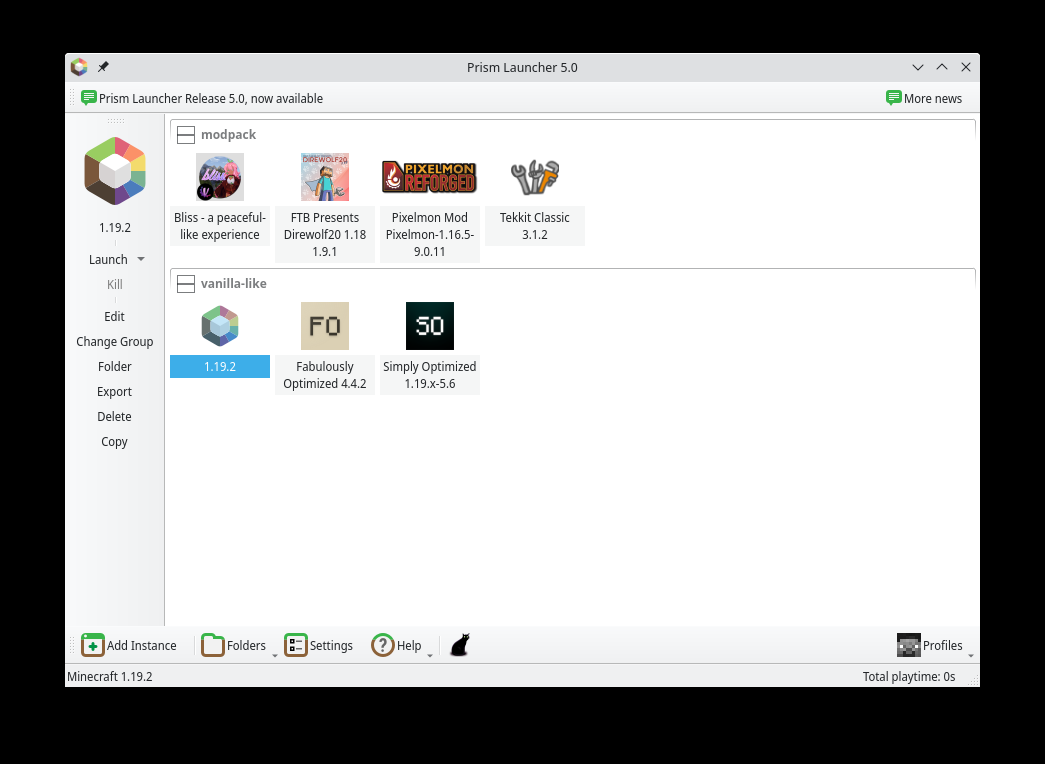 Prism Launcher 5.0
Prism Launcher Release 5.0, now available
More news
1.19.2
Launch
Kill
Edit
Change Group
Folder
Export
Delete
Copy
modpack
bliss
Bliss - a peaceful-
like experience
DIREWOLF20
FTB Presents
Direwolf20 1.18
1.9.1
PIXELMON
REFORGED
Pixelmon Mod
Pixelmon-1.16.5-
9.0.11
Tekkit Classic
3.1.2
vanilla-like
1.19.2
FO
Fabulously
Optimized 4.4.2
SO
Simply Optimized
1.19.x-5.6
Add Instance
Folders
Settings
Help
Profiles
Minecraft 1.19.2
Total playtime: 0s